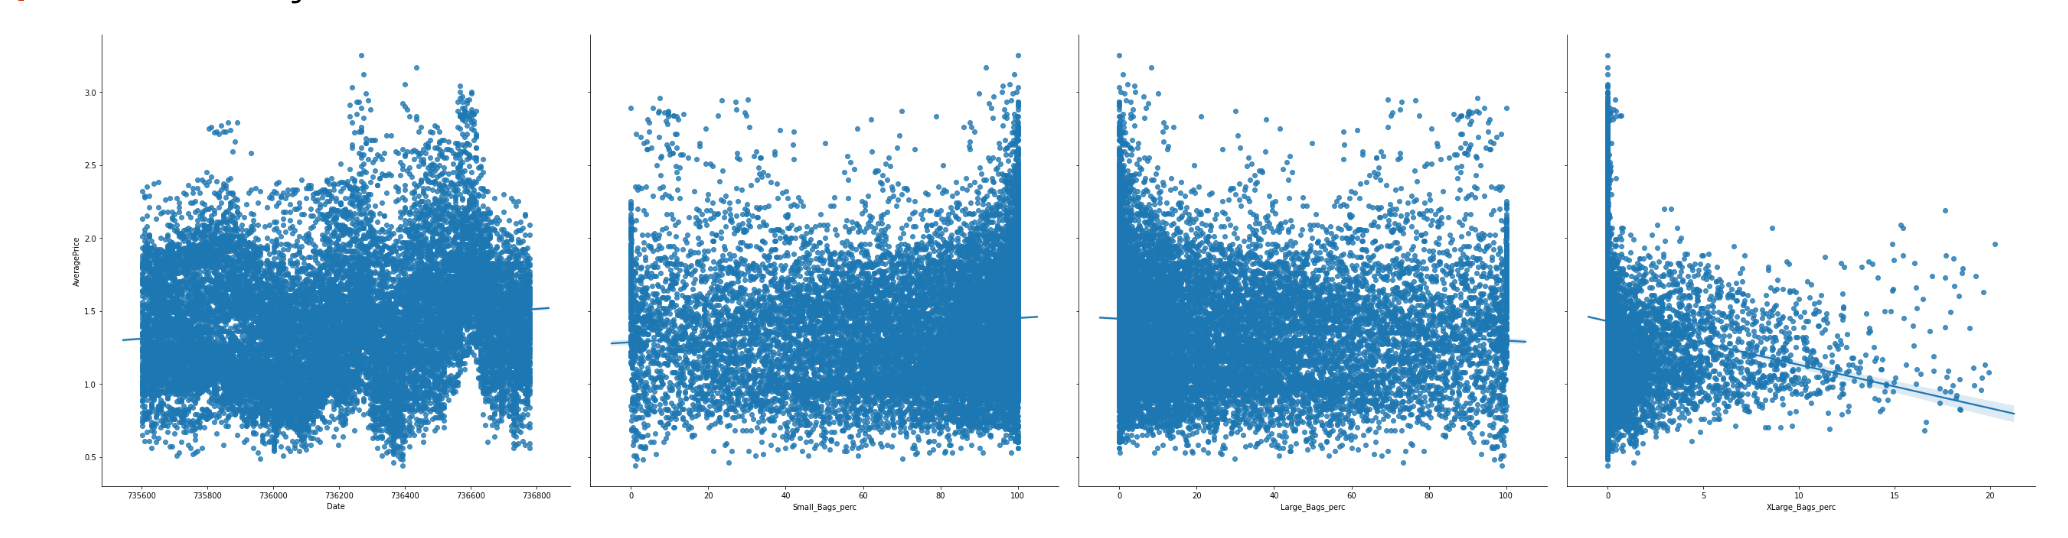 3.0
2.5
2.0
1.5
1.0
0.5
AveragePrice
735600 735800 736000 736200 736400 736600 736800
Date
0 20 40 60 80 100
Small_Bags_perc
0 20 40 60 80 100
Large_Bags_perc
0 5 10 15 20
XLarge_Bags_perc